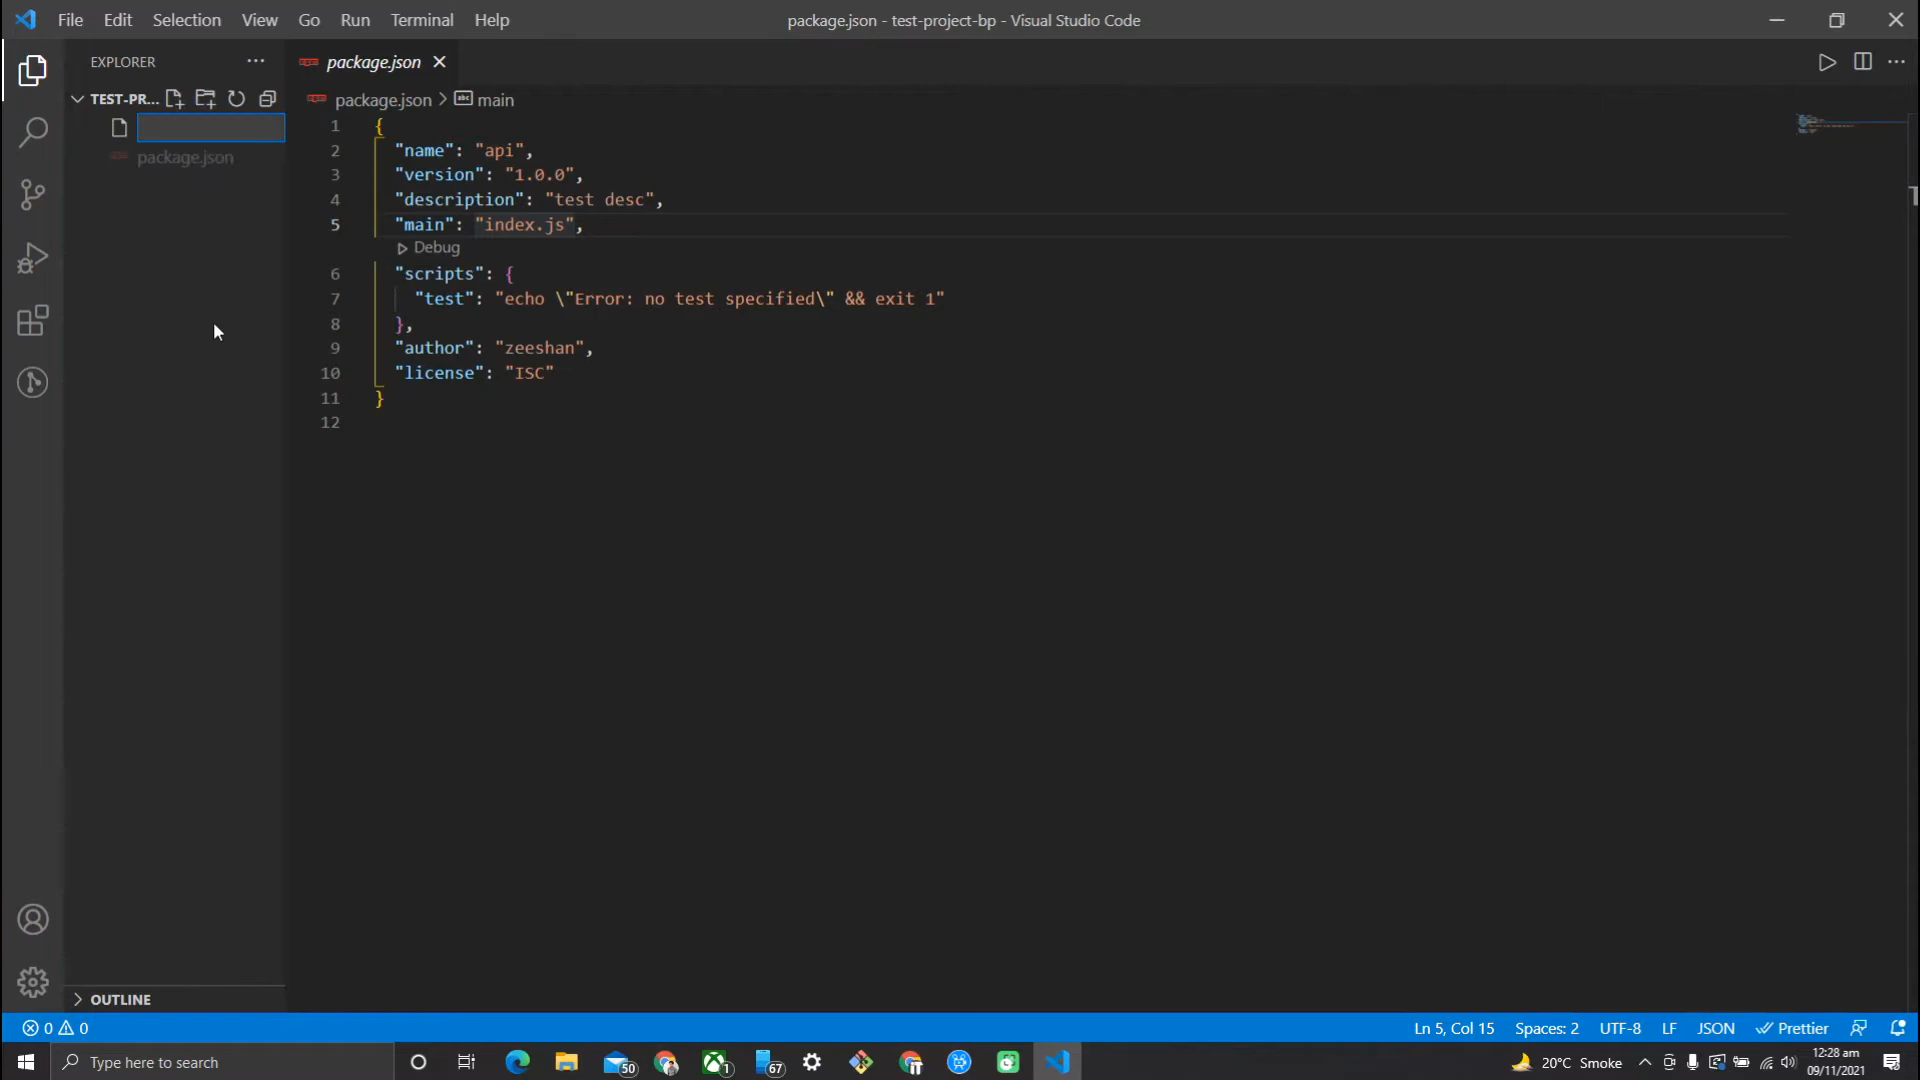 File Edit Selection View Go Run Terminal Help
package.json - test-project-bp - Visual Studio Code
EXPLORER
package.json
TEST-PR...
package.json > main
package.json
1 {
2 "name": "api",
3 "version": "1.0.0",
4 "description": "test desc",
5 "main": "index.js",
Debug
6 "scripts": {
7 "test": "echo \"Error: no test specified\" && exit 1"
8 },
9 "author": "zeeshan",
10 "license": "ISC"
11 }
12
OUTLINE
0 0
Ln 5, Col 15 Spaces: 2 UTF-8 LF JSON Prettier
Type here to search
50
1
67
20°C Smoke
12:28 am
09/11/2021